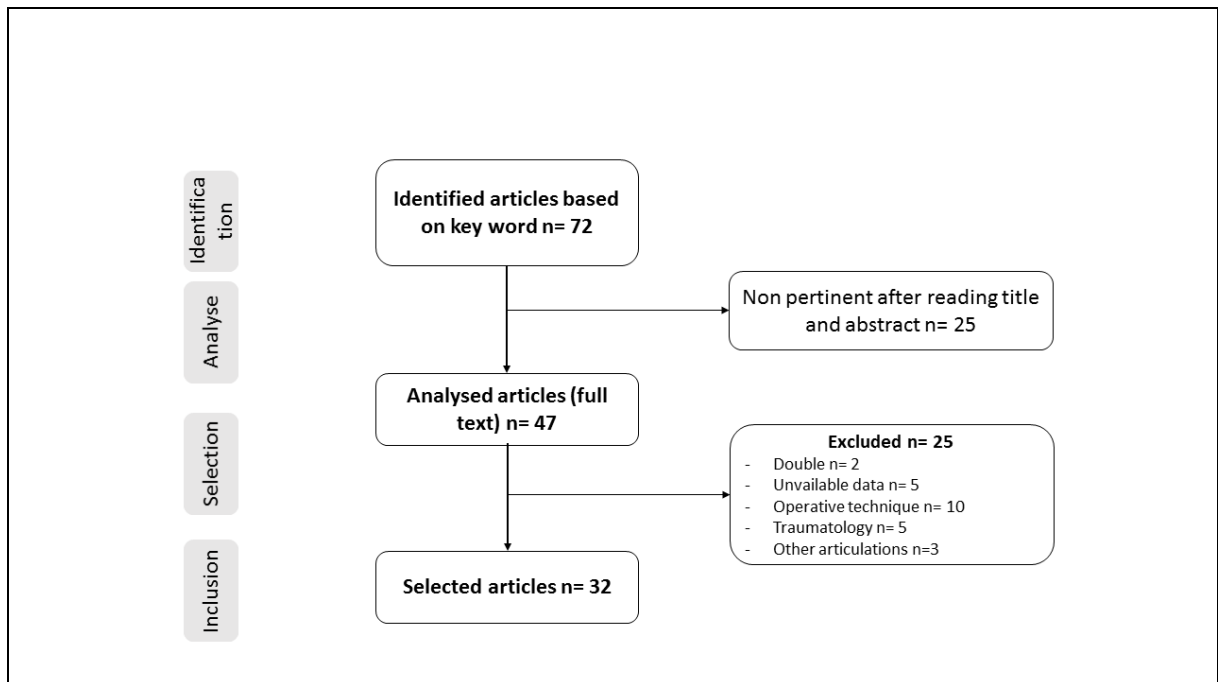 Identifica
tion
Identified articles based
on key word n= 72
Analyse
Non pertinent after reading title
and abstract n= 25
Analysed articles (full
text) n= 47
Selection
Excluded n= 25
- Double n= 2
- Unvailable data n= 5
- Operative technique n= 10
- Traumatology n= 5
- Other articulations n=3
Inclusion
Selected articles n= 32